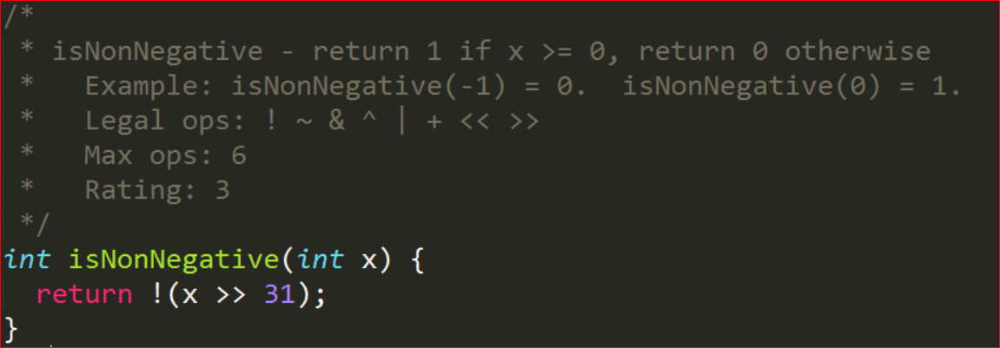 /*
 * isNonNegative - return 1 if x >= 0, return 0 otherwise
 *   Example: isNonNegative(-1) = 0.  isNonNegative(0) = 1.
 *   Legal ops: ! ~ & ^ | + << >>
 *   Max ops: 6
 *   Rating: 3
 */
int isNonNegative(int x) {
  return !(x >> 31);
}